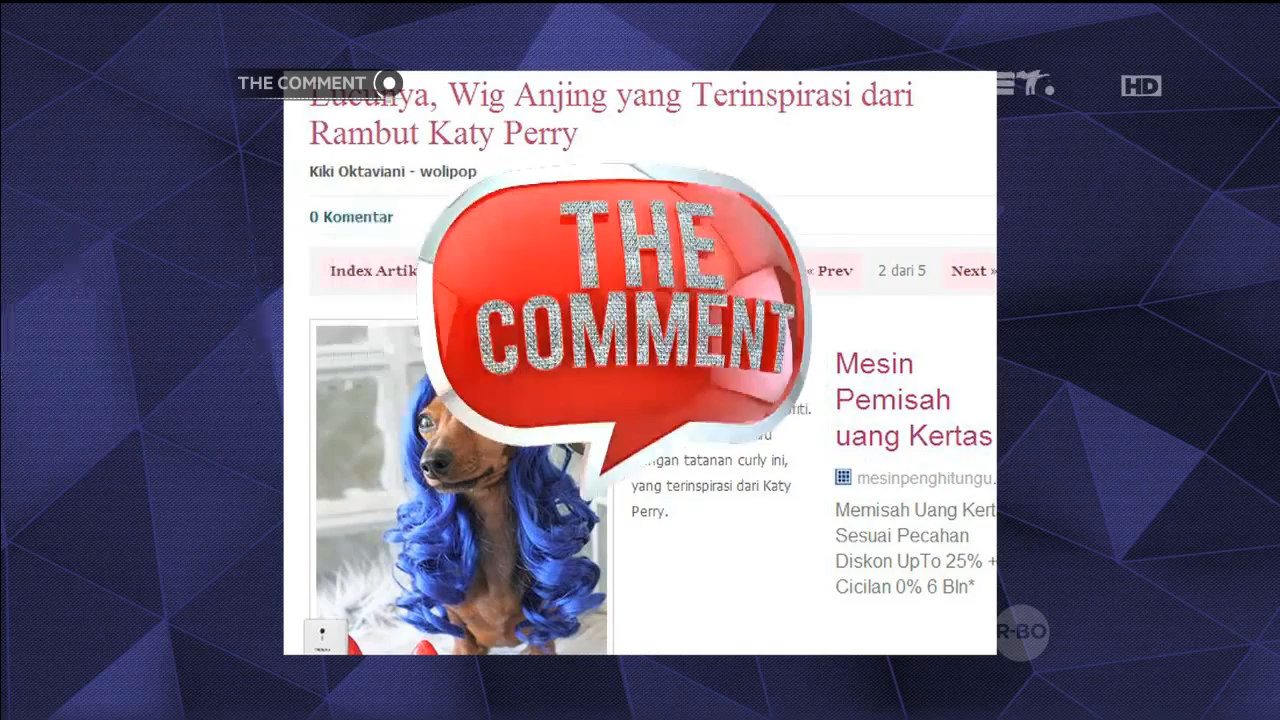 THE COMMENT
HD
Lucunya, Wig Anjing yang Terinspirasi dari
Rambut Katy Perry
Kiki Oktaviani - wolipop
0 Komentar
Index Artik
« Prev
2 dari 5
Next »
THE
COMMENT
dengan tatanan curly ini,
yang terinspirasi dari Katy
Perry.
Mesin
Pemisah
uang Kertas
mesinpenghitungu.
Memisah Uang Kert
Sesuai Pecahan
Diskon UpTo 25% +
Cicilan 0% 6 Bln*
R-BO